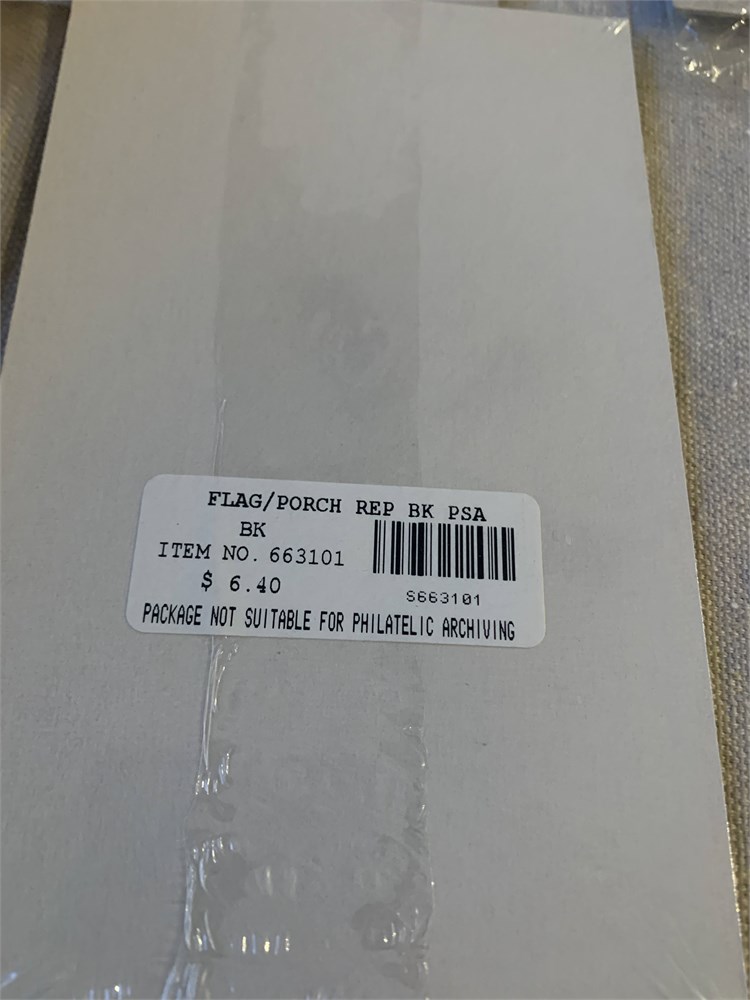 FLAG/PORCH REP BK PSA
BK
ITEM NO. 663101
$ 6.40
S663101
PACKAGE NOT SUITABLE FOR PHILATELIC ARCHIVING